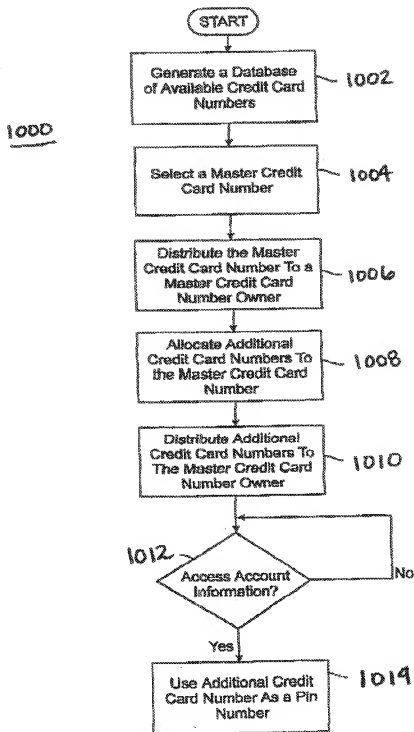 START
Generate a Database
of Available Credit Card
Numbers
1002
1000
Select a Master Credit
Card Number
1004
Distribute the Master
Credit Card Number To a
Master Credit Card
Number Owner
1006
Allocate Additional
Credit Card Numbers To
the Master Credit Card
Number
1008
Distribute Additional
Credit Card Numbers To
The Master Credit Card
Number Owner
1010
1012
Access Account
Information?
No
Yes
Use Additional Credit
Card Number As a Pin
Number
1014